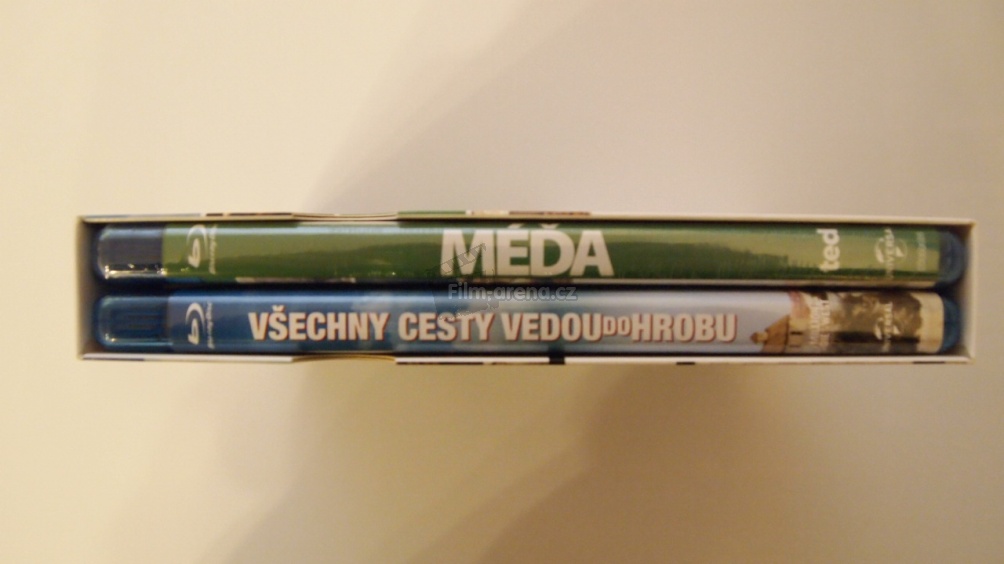 MÉĎA
ted
Film-arena.cz
VŠECHNY CESTY VEDOU DO HROBU